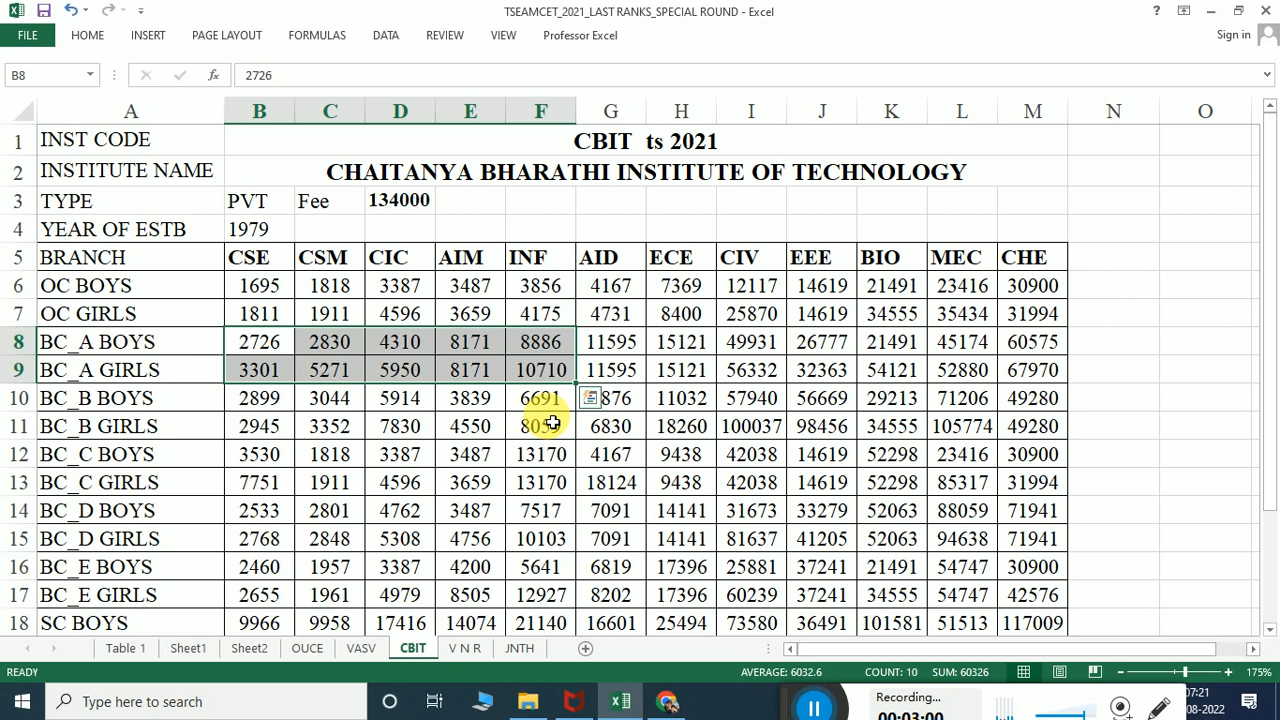 TSEAMCET_2021_LAST RANKS_SPECIAL ROUND - Excel
FILE HOME INSERT PAGE LAYOUT FORMULAS DATA REVIEW VIEW Professor Excel Sign in
B8 fx 2726
A B C D E F G H I J K L M N O
1 INST CODE CBIT ts 2021
2 INSTITUTE NAME CHAITANYA BHARATHI INSTITUTE OF TECHNOLOGY
3 TYPE PVT Fee 134000
4 YEAR OF ESTB 1979
5 BRANCH CSE CSM CIC AIM INF AID ECE CIV EEE BIO MEC CHE
6 OC BOYS 1695 1818 3387 3487 3856 4167 7369 12117 14619 21491 23416 30900
7 OC GIRLS 1811 1911 4596 3659 4175 4731 8400 25870 14619 34555 35434 31994
8 BC_A BOYS 2726 2830 4310 8171 8886 11595 15121 49931 26777 21491 45174 60575
9 BC_A GIRLS 3301 5271 5950 8171 10710 11595 15121 56332 32363 54121 52880 67970
10 BC_B BOYS 2899 3044 5914 3839 6691 876 11032 57940 56669 29213 71206 49280
11 BC_B GIRLS 2945 3352 7830 4550 8059 6830 18260 100037 98456 34555 105774 49280
12 BC_C BOYS 3530 1818 3387 3487 13170 4167 9438 42038 14619 52298 23416 30900
13 BC_C GIRLS 7751 1911 4596 3659 13170 18124 9438 42038 14619 52298 85317 31994
14 BC_D BOYS 2533 2801 4762 3487 7517 7091 14141 31673 33279 52063 88059 71941
15 BC_D GIRLS 2768 2848 5308 4756 10103 7091 14141 81637 41205 52063 94638 71941
16 BC_E BOYS 2460 1957 3387 4200 5641 6819 17396 25881 37241 21491 54747 30900
17 BC_E GIRLS 2655 1961 4979 8505 12927 8202 17396 60239 37241 34555 54747 42576
18 SC BOYS 9966 9958 17416 14074 21140 16601 25494 73580 36491 101581 51513 117009
Table 1 Sheet1 Sheet2 OUCE VASV CBIT V N R JNTH
READY AVERAGE: 6032.6 COUNT: 10 SUM: 60326 175%
Type here to search Recording... 07:21
00:03:00 08-2022